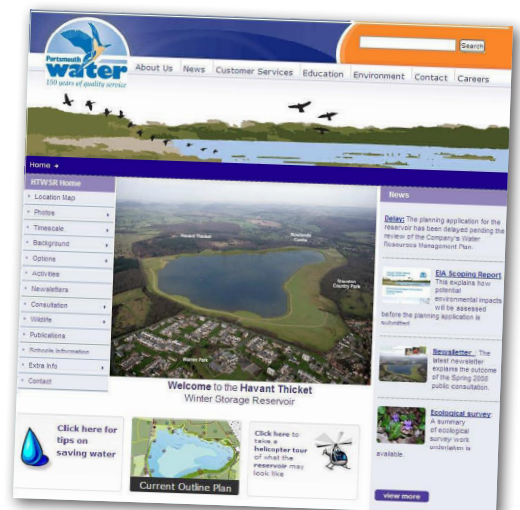 Search
Portsmouth
water
150 years of quality service
About Us
News
Customer Services
Education
Environment
Contact
Careers
Home
HTWSR Home
Location Map
Photos
Timescale
Background
Options
Activities
Newsletters
Consultation
Wildlife
Publications
Schools Information
Extra Info
Contact
Havant Thicket
Rowlands
Castle
Staunton
Country Park
Warren Park
Welcome to the Havant Thicket
Winter Storage Reservoir
News
Delay: The planning application for the
reservoir has been delayed pending the
review of the Company's Water
Resources Management Plan.
EIA Scoping Report
This explains how
potential
environmental impacts
will be assessed
before the planning application is
submitted
Newsletter : The
latest newsletter
explains the outcome
of the Spring 2008
public consultation.
Ecological survey:
A summary
of ecological
survey work
undertaken is
available.
view more
Click here for
tips on
saving water
Current Outline Plan
Click here to
take a
helicopter tour
of what the
reservoir may
look like